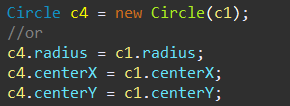 Circle c4 = new Circle(c1);
//or
c4.radius = c1.radius;
c4.centerX = c1.centerX;
c4.centerY = c1.centerY;